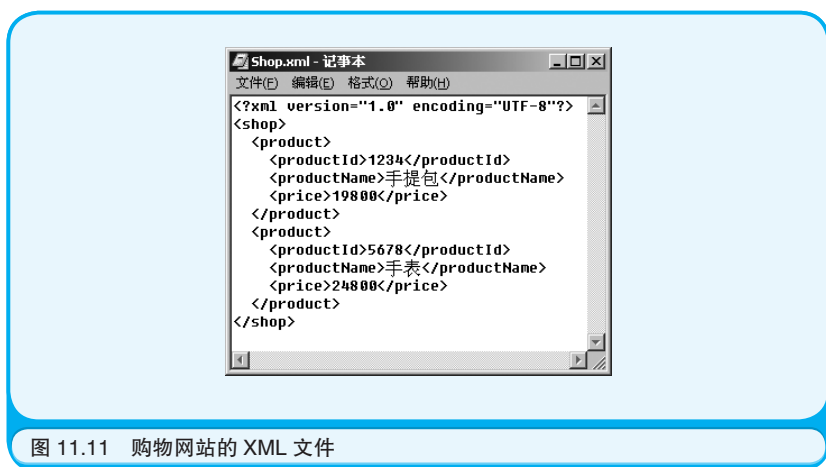 Shop.xml - 记事本
文件(F) 编辑(E) 格式(O) 帮助(H)
<?xml version="1.0" encoding="UTF-8"?>
<shop>
<product>
<productId>1234</productId>
<productName>手提包</productName>
<price>19800</price>
</product>
<product>
<productId>5678</productId>
<productName>手表</productName>
<price>24800</price>
</product>
</shop>
图 11.11 购物网站的 XML 文件